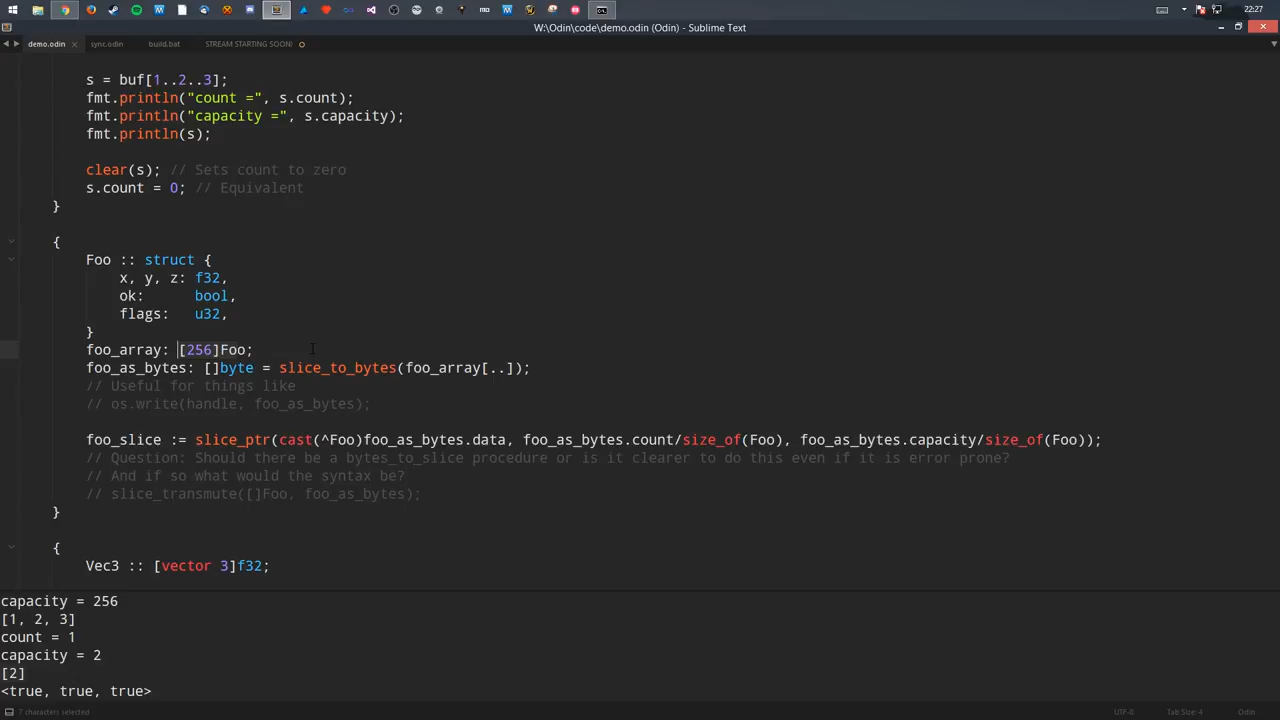 22:27
W:\Odin\code\demo.odin (Odin) - Sublime Text
demo.odin sync.odin build.bat STREAM STARTING SOON!
s = buf[1..2..3];
fmt.println("count =", s.count);
fmt.println("capacity =", s.capacity);
fmt.println(s);
clear(s); // Sets count to zero
s.count = 0; // Equivalent
}
{
Foo :: struct {
x, y, z: f32,
ok: bool,
flags: u32,
}
foo_array: [256]Foo;
foo_as_bytes: []byte = slice_to_bytes(foo_array[..]);
// Useful for things like
// os.write(handle, foo_as_bytes);
foo_slice := slice_ptr(cast(^Foo)foo_as_bytes.data, foo_as_bytes.count/size_of(Foo), foo_as_bytes.capacity/size_of(Foo));
// Question: Should there be a bytes_to_slice procedure or is it clearer to do this even if it is error prone?
// And if so what would the syntax be?
// slice_transmute([]Foo, foo_as_bytes);
}
{
Vec3 :: [vector 3]f32;
capacity = 256
[1, 2, 3]
count = 1
capacity = 2
[2]
<true, true, true>
7 characters selected UTF-8 Tab Size: 4 Odin